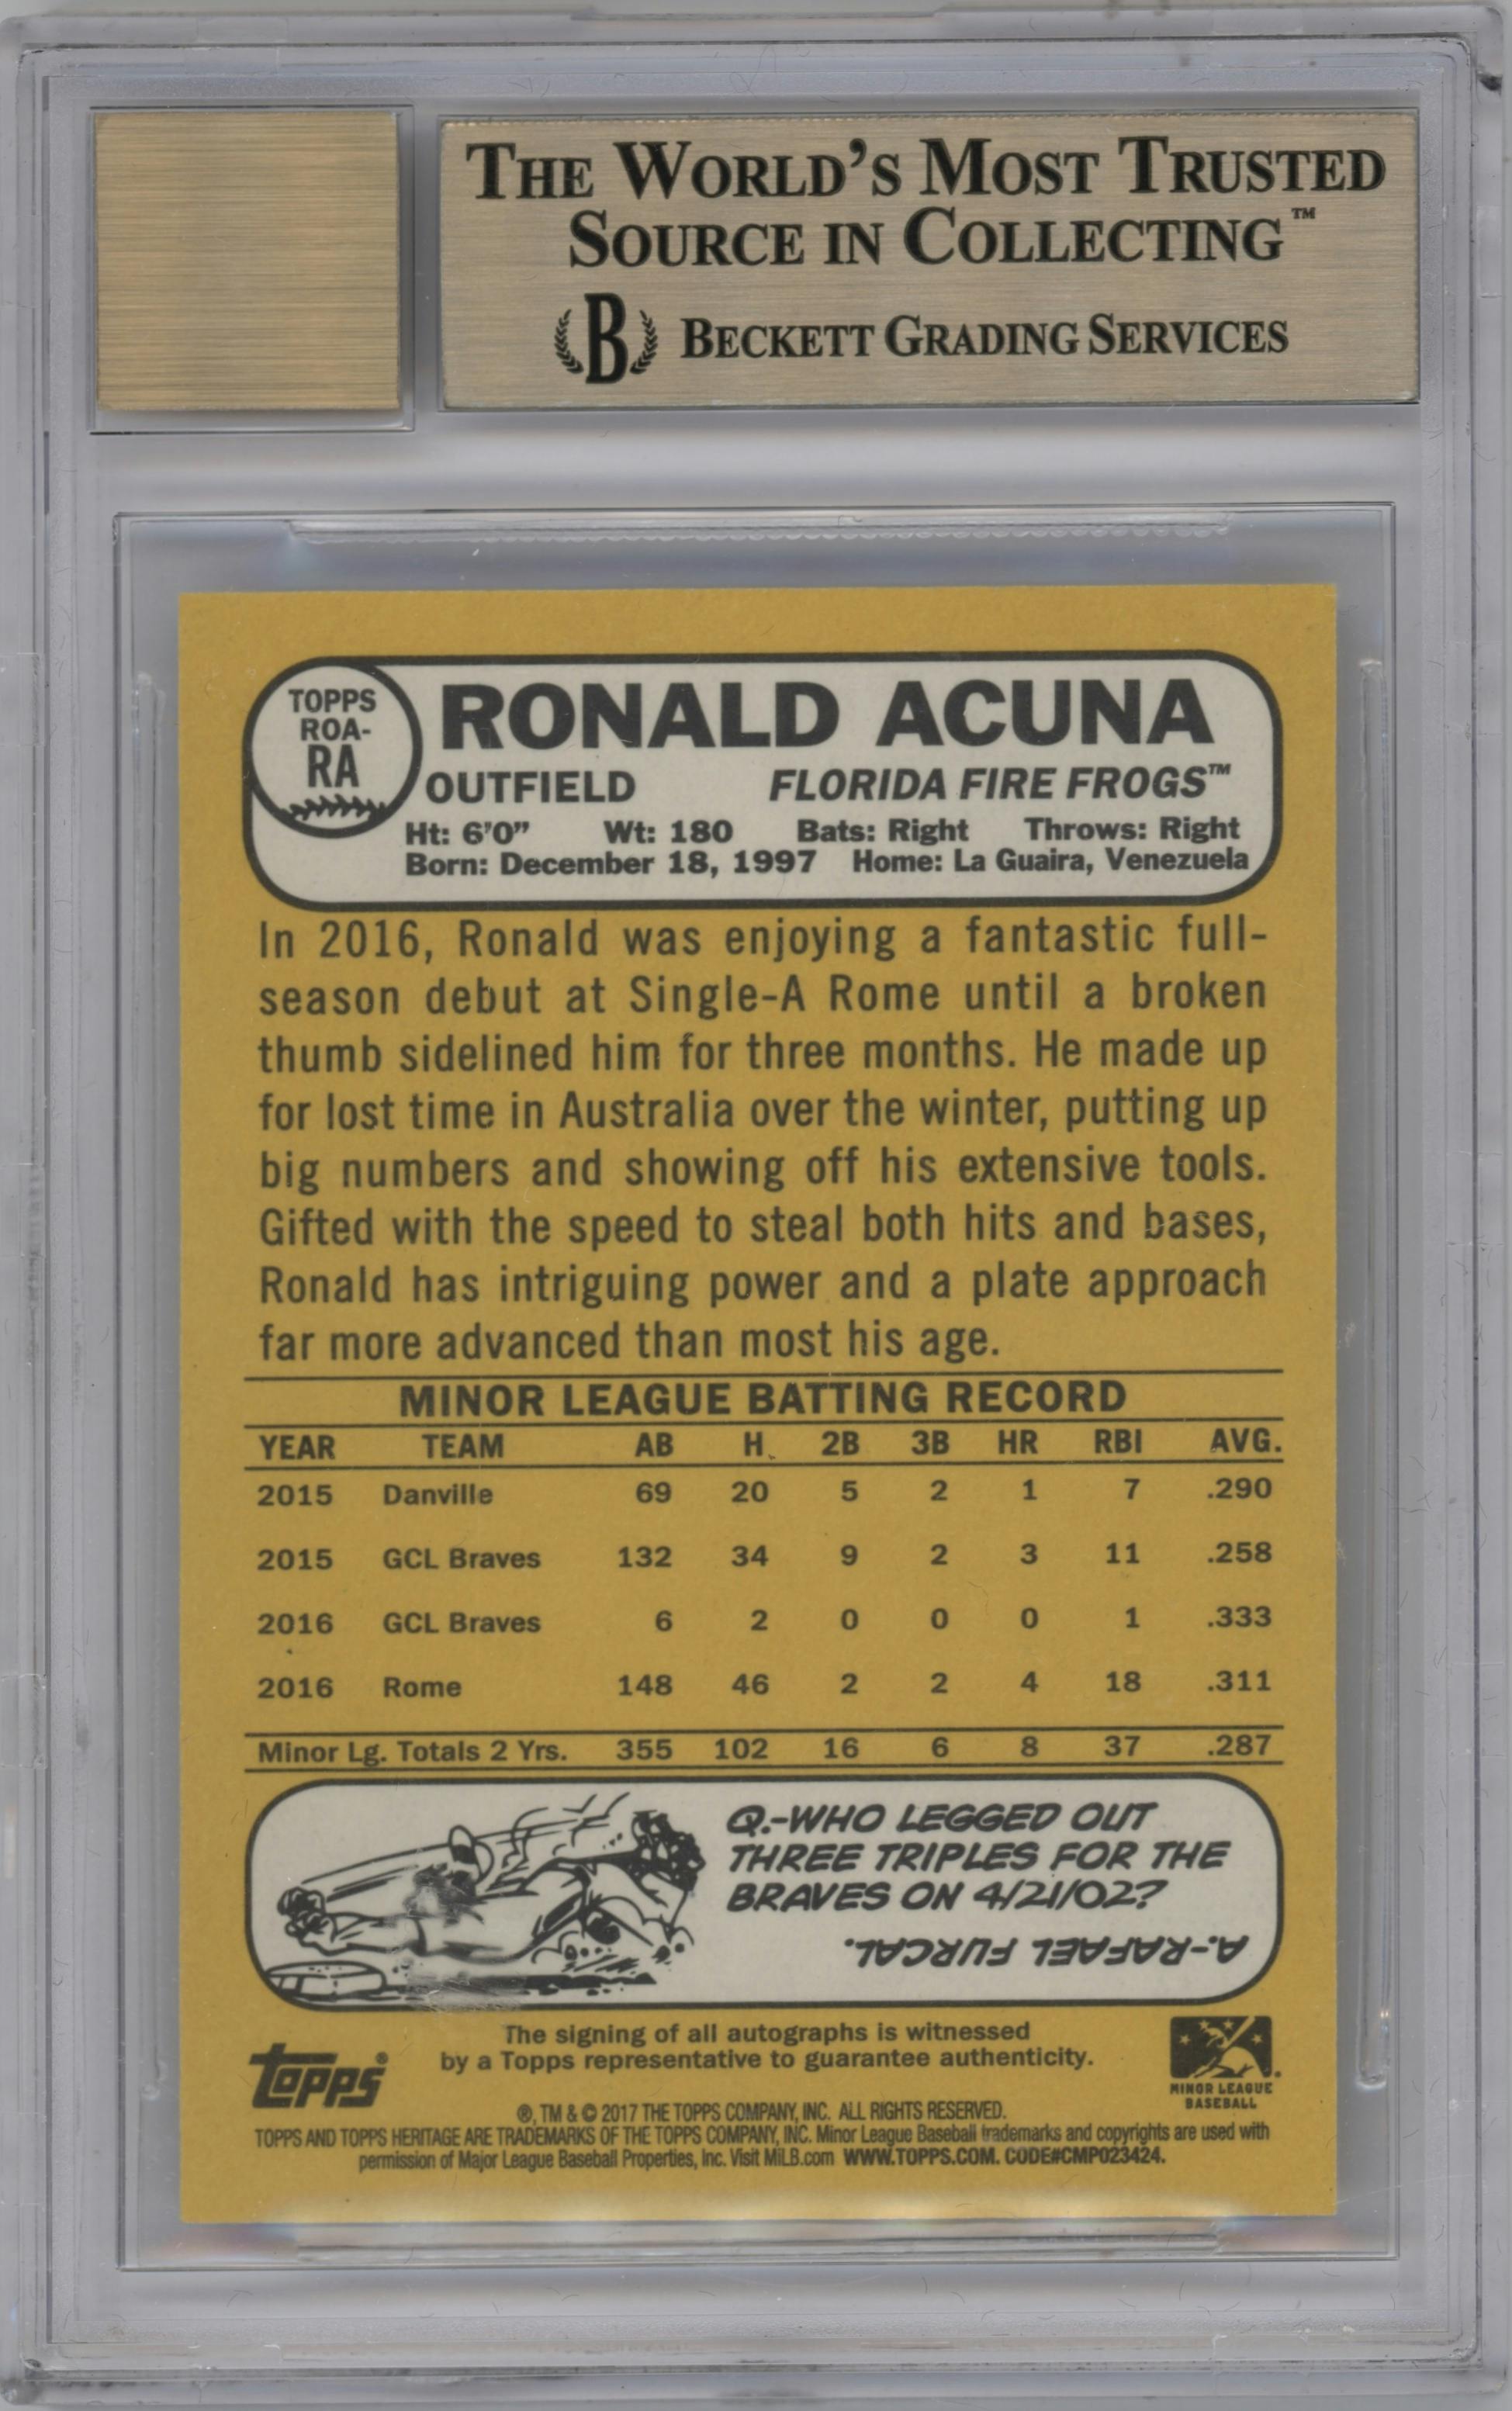 THE WORLD'S MOST TRUSTED
SOURCE IN COLLECTING™
B BECKETT GRADING SERVICES
TOPPS
ROA-
RA
RONALD ACUNA
OUTFIELD FLORIDA FIRE FROGS™
Ht: 6'0" Wt: 180 Bats: Right Throws: Right
Born: December 18, 1997 Home: La Guaira, Venezuela
In 2016, Ronald was enjoying a fantastic full-
season debut at Single-A Rome until a broken
thumb sidelined him for three months. He made up
for lost time in Australia over the winter, putting up
big numbers and showing off his extensive tools.
Gifted with the speed to steal both hits and bases,
Ronald has intriguing power and a plate approach
far more advanced than most his age.
MINOR LEAGUE BATTING RECORD
YEAR TEAM AB H 2B 3B HR RBI AVG.
2015 Danville 69 20 5 2 1 7 .290
2015 GCL Braves 132 34 9 2 3 11 .258
2016 GCL Braves 6 2 0 0 0 1 .333
2016 Rome 148 46 2 2 4 18 .311
Minor Lg. Totals 2 Yrs. 355 102 16 6 8 37 .287
Q.-WHO LEGGED OUT
THREE TRIPLES FOR THE
BRAVES ON 4/21/02?
A.-RAFAEL FURCAL.
The signing of all autographs is witnessed
by a Topps representative to guarantee authenticity.
topps®
MINOR LEAGUE
BASEBALL
®, TM & © 2017 THE TOPPS COMPANY, INC. ALL RIGHTS RESERVED.
TOPPS AND TOPPS HERITAGE ARE TRADEMARKS OF THE TOPPS COMPANY, INC. Minor League Baseball trademarks and copyrights are used with
permission of Major League Baseball Properties, Inc. Visit MiLB.com WWW.TOPPS.COM. CODE#CMP023424.